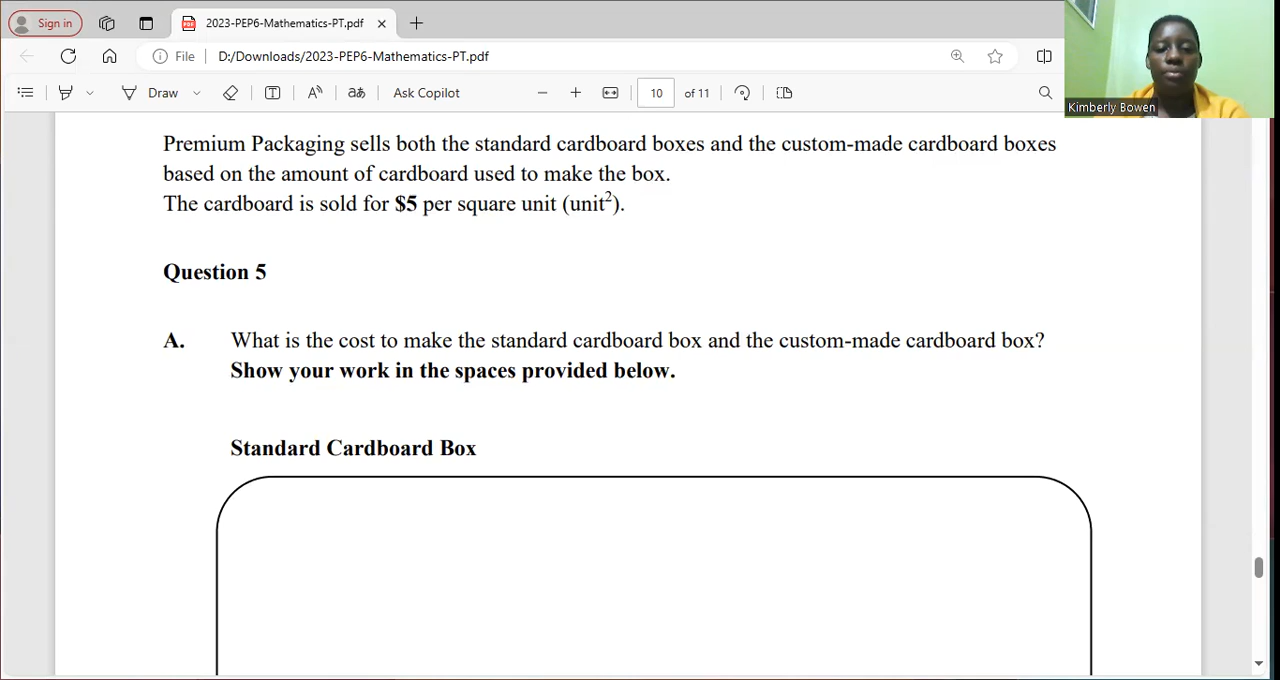 Sign in
2023-PEP6-Mathematics-PT.pdf
File D:/Downloads/2023-PEP6-Mathematics-PT.pdf
Draw
aあ
Ask Copilot
10 of 11
Kimberly Bowen
Premium Packaging sells both the standard cardboard boxes and the custom-made cardboard boxes
based on the amount of cardboard used to make the box.
The cardboard is sold for $5 per square unit (unit²).
Question 5
A. What is the cost to make the standard cardboard box and the custom-made cardboard box?
Show your work in the spaces provided below.
Standard Cardboard Box